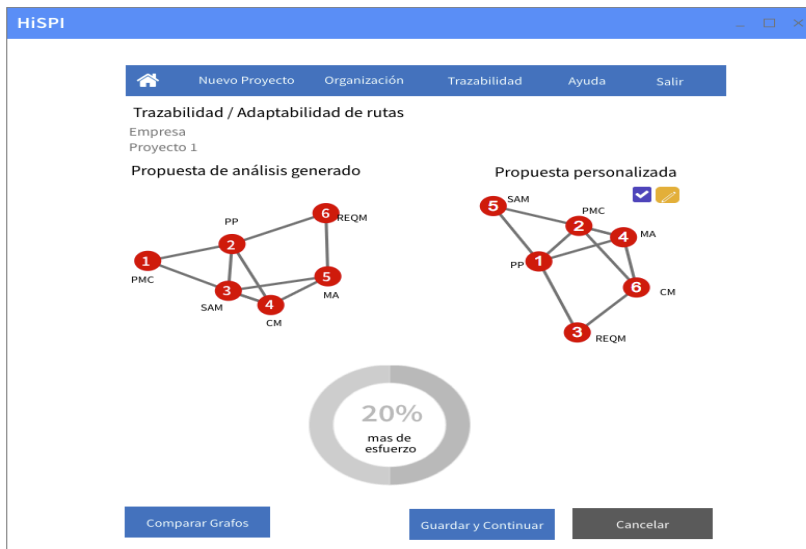 HiSPI
Nuevo Proyecto Organización Trazabilidad Ayuda Salir
Trazabilidad / Adaptabilidad de rutas
Empresa
Proyecto 1
Propuesta de análisis generado
1
PMC
PP
2
3
SAM
4
CM
5
MA
6
REQM
Propuesta personalizada
5
SAM
PMC
2
4
MA
PP
1
6
CM
3
REQM
20%
mas de
esfuerzo
Comparar Grafos
Guardar y Continuar
Cancelar